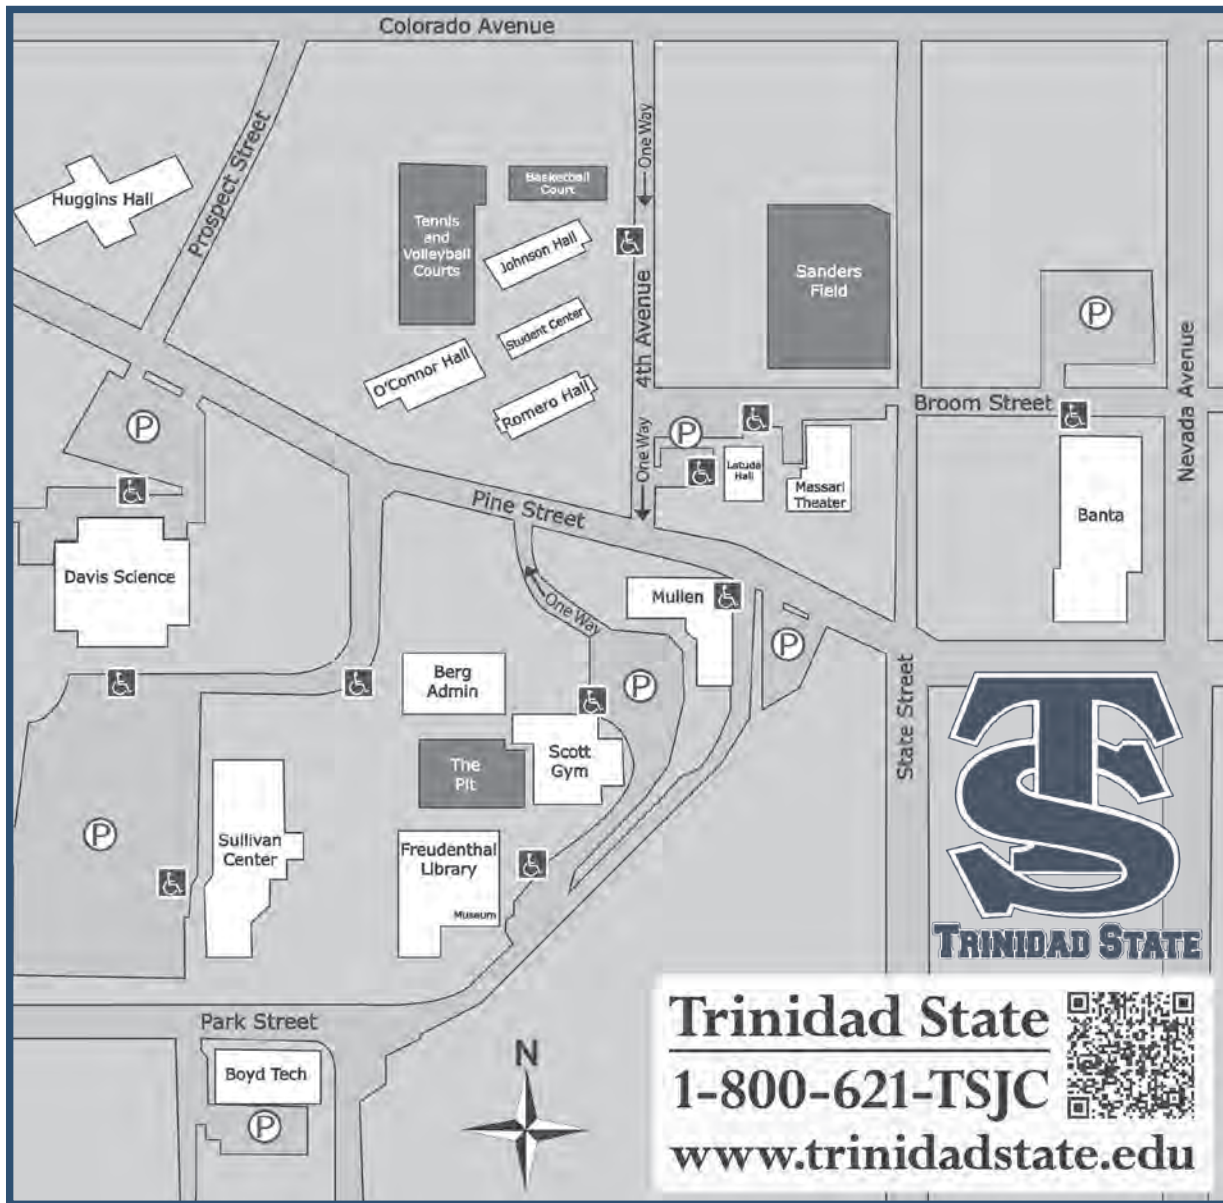 Colorado Avenue
Prospect Street
One Way
Huggins Hall
Basketball
Court
Tennis
and
Volleyball
Courts
Johnson Hall
Sanders
Field
4th Avenue
Student Center
P
Nevada Avenue
O'Connor Hall
Romero Hall
Broom Street
P
P
One Way
Latuda
Hall
Massari
Theater
Pine Street
Banta
Davis Science
One Way
Mullen
P
Berg
Admin
P
State Street
Scott
Gym
The
Pit
P
Sullivan
Center
Freudenthal
Library
Museum
TS
TRINIDAD STATE
Park Street
Boyd Tech
P
N
Trinidad State
1-800-621-TSJC
www.trinidadstate.edu